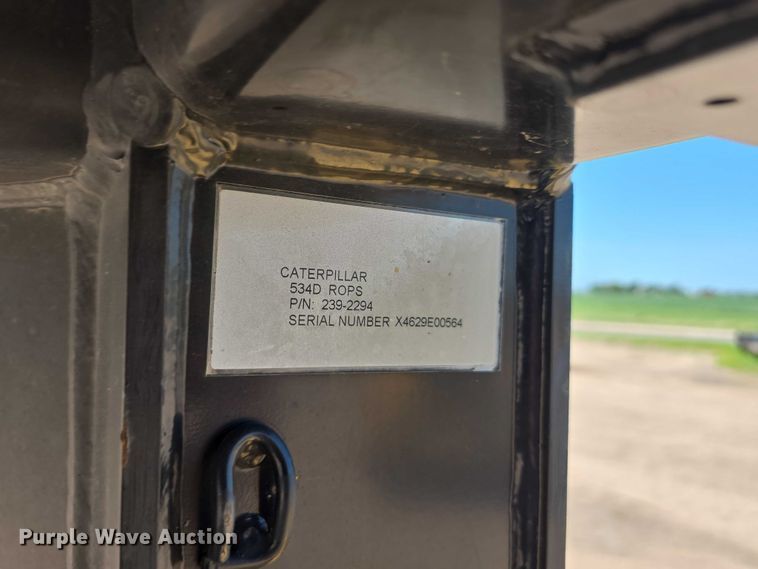 CATERPILLAR
534D ROPS
P/N: 239-2294
SERIAL NUMBER X4629E00564
Purple Wave Auction